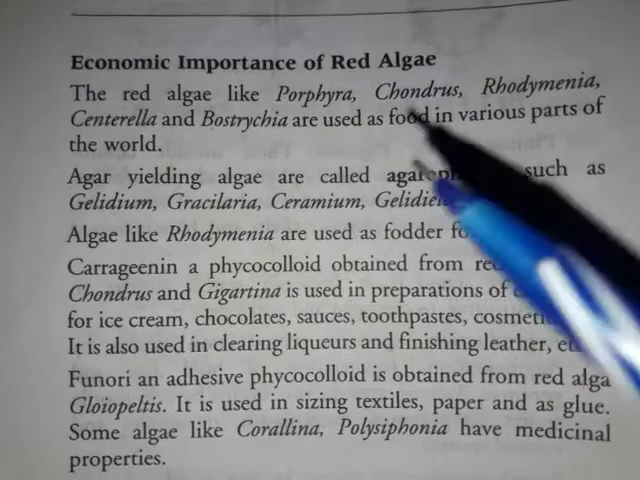 Economic Importance of Red Algae
The red algae like Porphyra, Chondrus, Rhodymenia,
Centerella and Bostrychia are used as food in various parts of
the world.
Agar yielding algae are called such as
Gelidium, Gracilaria, Ceramium,
Algae like Rhodymenia are used as fodder
Carrageenin a phycocolloid obtained from
Chondrus and Gigartina is used in preparations of
for ice cream, chocolates, sauces, toothpastes,
It is also used in clearing liqueurs and finishing leather,
Funori an adhesive phycocolloid is obtained from red alga
Gloiopeltis. It is used in sizing textiles, paper and as glue.
Some algae like Corallina, Polysiphonia have medicinal
properties.